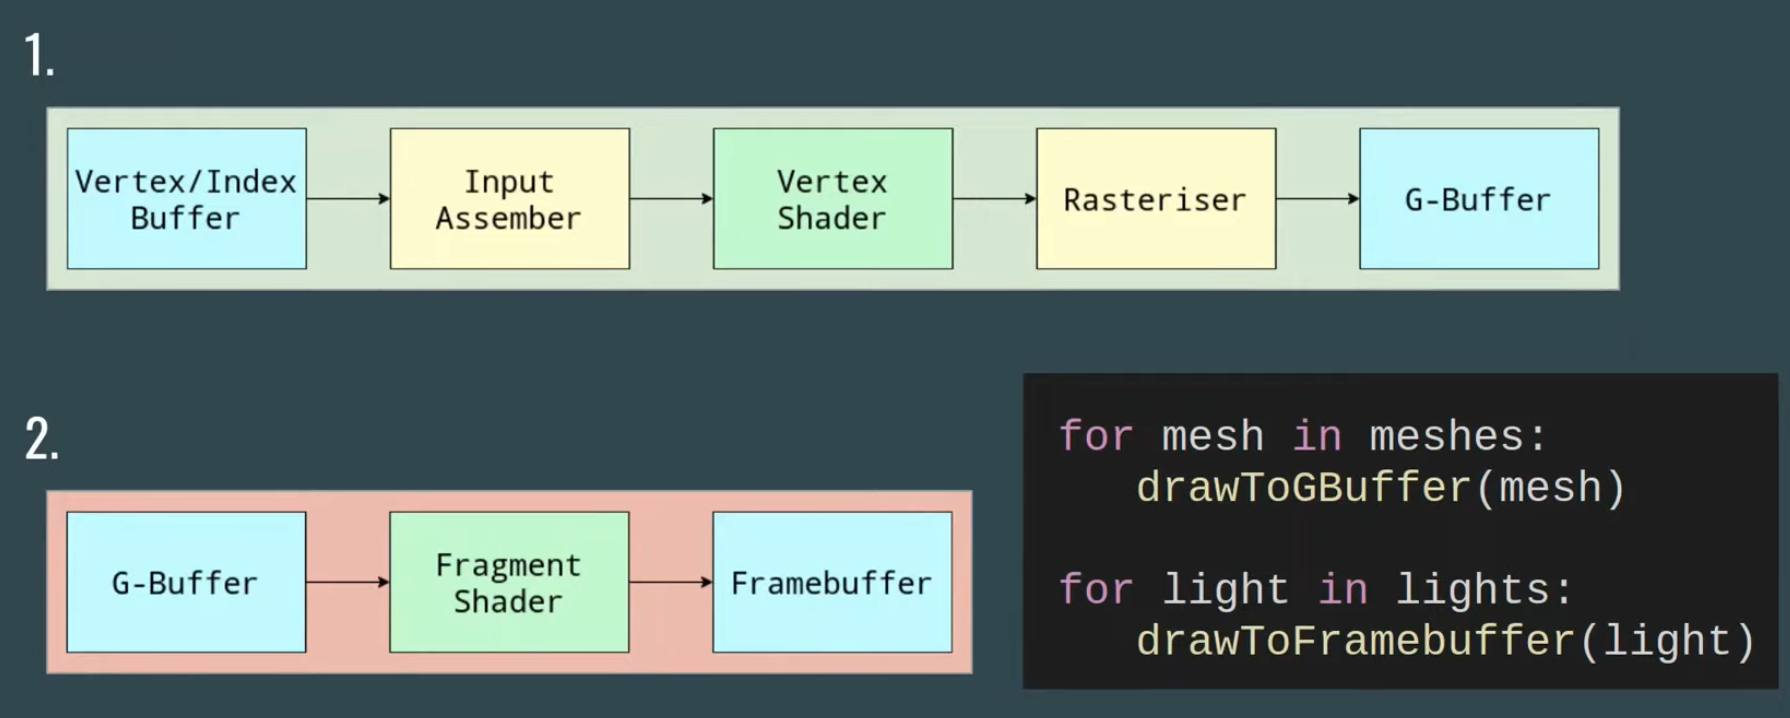 1.
Vertex/Index
Buffer
Input
Assember
Vertex
Shader
Rasteriser
G-Buffer
2.
G-Buffer
Fragment
Shader
Framebuffer
for mesh in meshes:
drawToGBuffer(mesh)
for light in lights:
drawToFramebuffer(light)